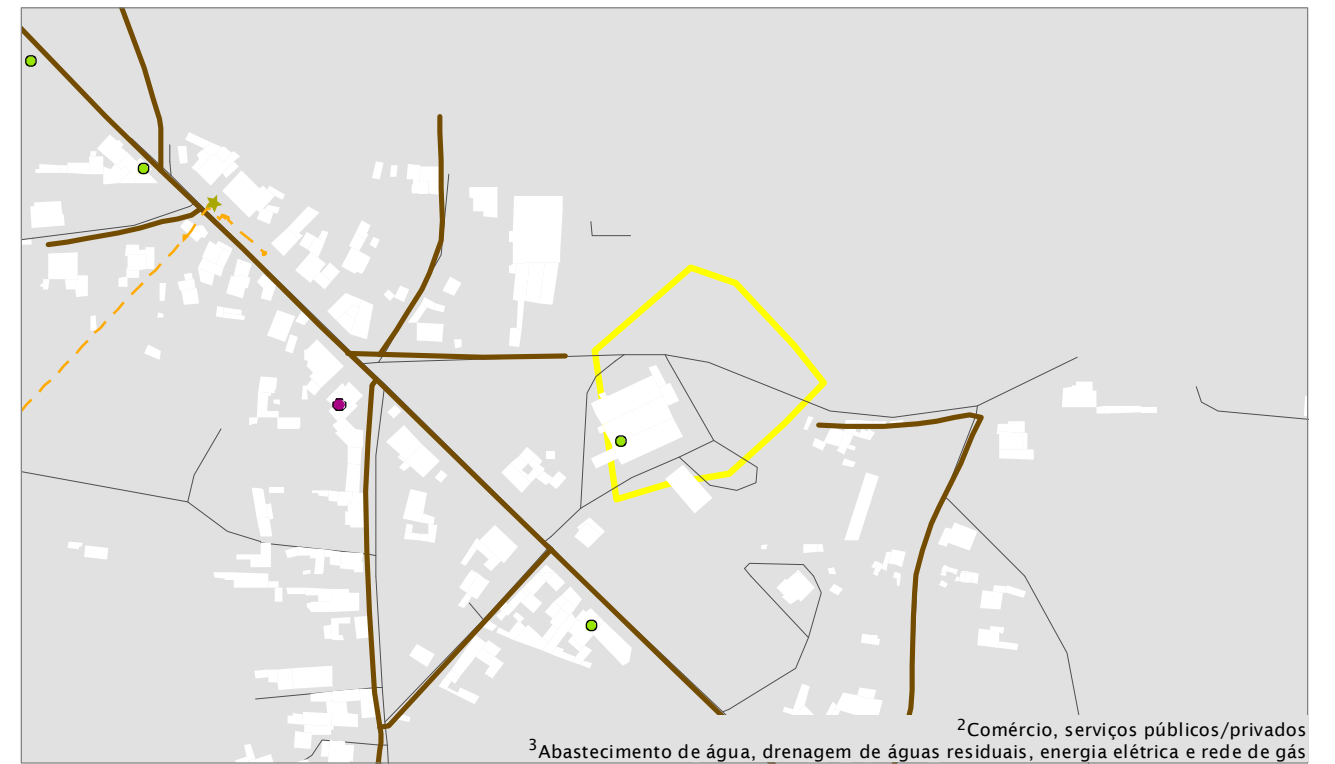 ²Comércio, serviços públicos/privados
³Abastecimento de água, drenagem de águas residuais, energia elétrica e rede de gás